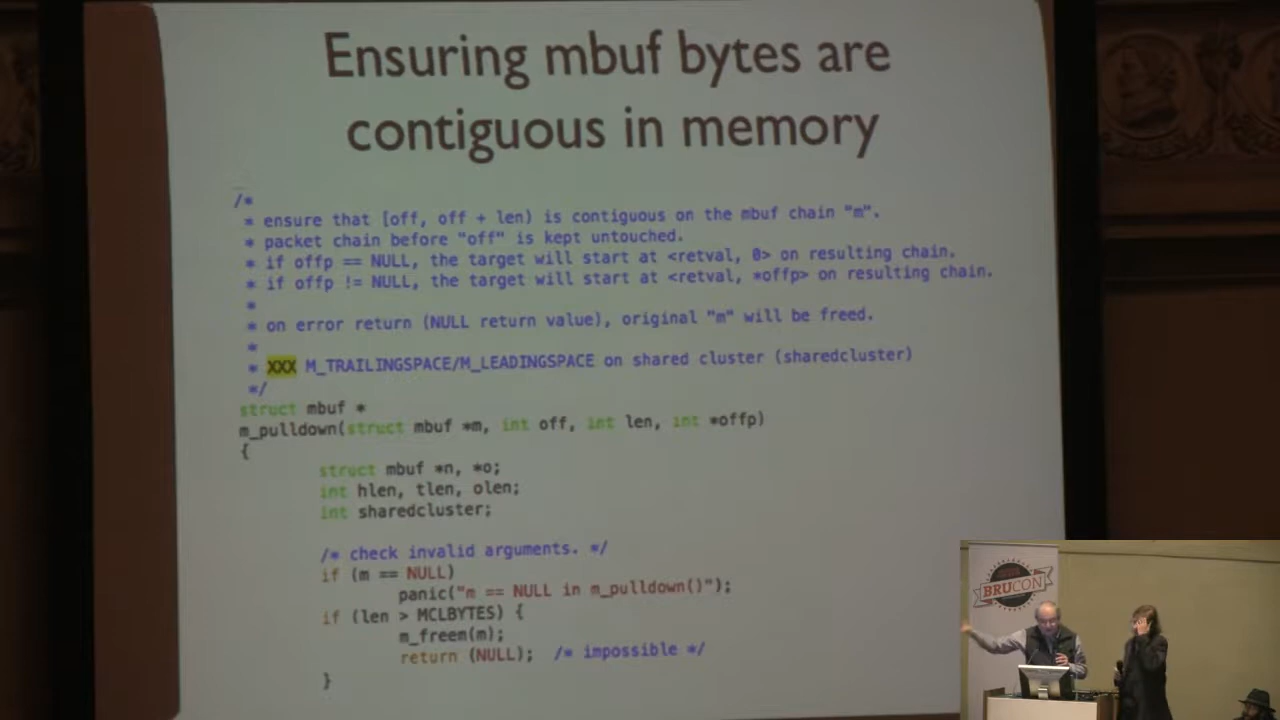 Ensuring mbuf bytes are
contiguous in memory
/*
* ensure that [off, off + len) is contiguous on the mbuf chain "m".
* packet chain before "off" is kept untouched.
* if offp == NULL, the target will start at <retval, 0> on resulting chain.
* if offp != NULL, the target will start at <retval, *offp> on resulting chain.
*
* on error return (NULL return value), original "m" will be freed.
*
* XXX M_TRAILINGSPACE/M_LEADINGSPACE on shared cluster (sharedcluster)
*/
struct mbuf *
m_pulldown(struct mbuf *m, int off, int len, int *offp)
{
struct mbuf *n, *o;
int hlen, tlen, olen;
int sharedcluster;
/* check invalid arguments. */
if (m == NULL)
panic("m == NULL in m_pulldown()");
if (len > MCLBYTES) {
m_freem(m);
return (NULL); /* impossible */
}
BRUCON